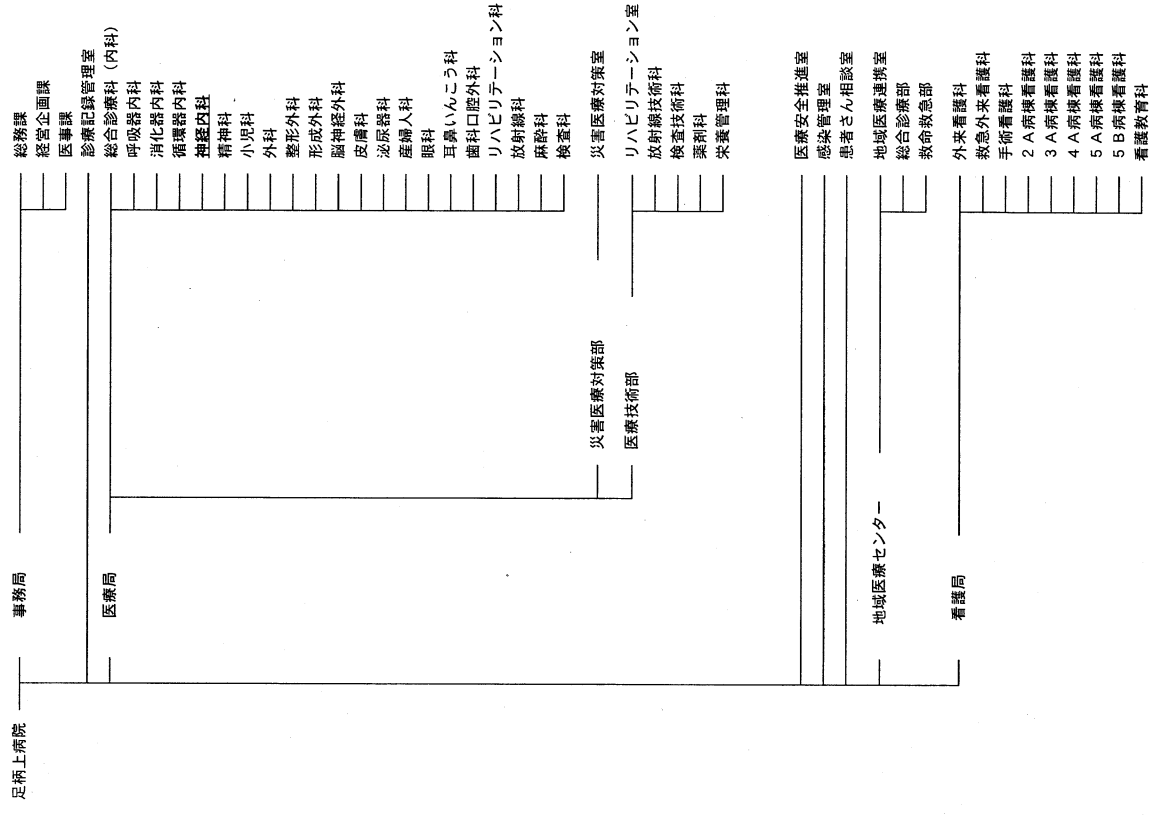 足柄上病院
事務局
総務課
経営企画課
医事課
診療記録管理室
医療局
総合診療科（内科）
呼吸器内科
消化器内科
循環器内科
神経内科
精神科
小児科
外科
整形外科
形成外科
脳神経外科
皮膚科
泌尿器科
産婦人科
眼科
耳鼻いんこう科
歯科口腔外科
リハビリテーション科
放射線科
麻酔科
検査科
災害医療対策部
災害医療対策室
医療技術部
リハビリテーション室
放射線技術科
検査技術科
薬剤科
栄養管理科
医療安全推進室
感染管理室
患者さん相談室
地域医療センター
地域医療連携室
総合診療部
救命救急部
看護局
外来看護科
救急外来看護科
手術看護科
２Ａ病棟看護科
３Ａ病棟看護科
４Ａ病棟看護科
５Ａ病棟看護科
５Ｂ病棟看護科
看護教育科